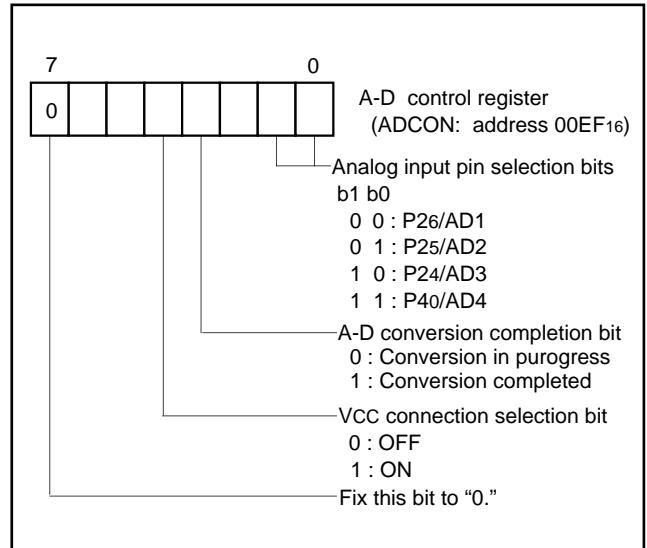 7 0
0
A-D control register
(ADCON: address 00EF16)
Analog input pin selection bits
b1 b0
0 0 : P26/AD1
0 1 : P25/AD2
1 0 : P24/AD3
1 1 : P40/AD4
A-D conversion completion bit
0 : Conversion in purogress
1 : Conversion completed
VCC connection selection bit
0 : OFF
1 : ON
Fix this bit to “0.”